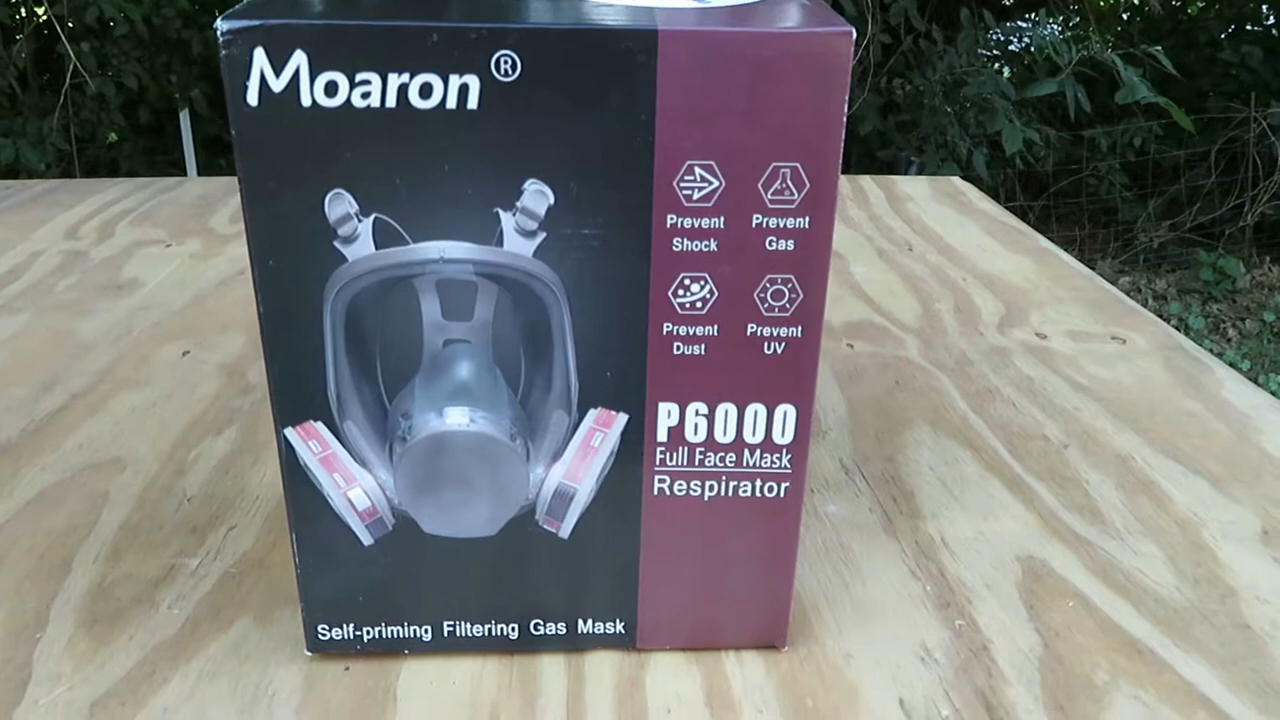 Moaron®
Prevent Shock
Prevent Gas
Prevent Dust
Prevent UV
P6000
Full Face Mask
Respirator
Self-priming Filtering Gas Mask